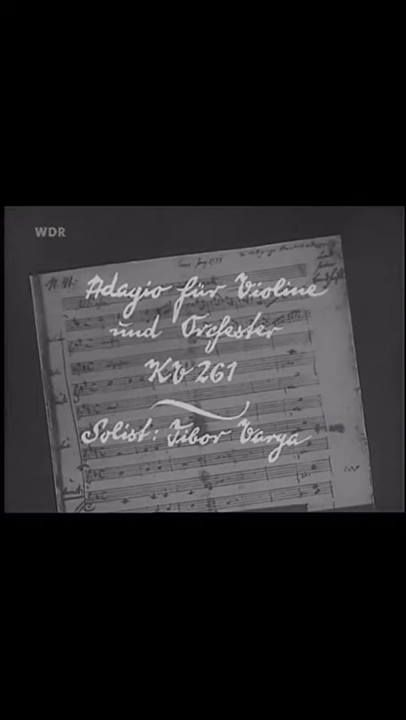 WDR
Adagio für Violine
und Orchester
KV 261
Solist: Tibor Varga